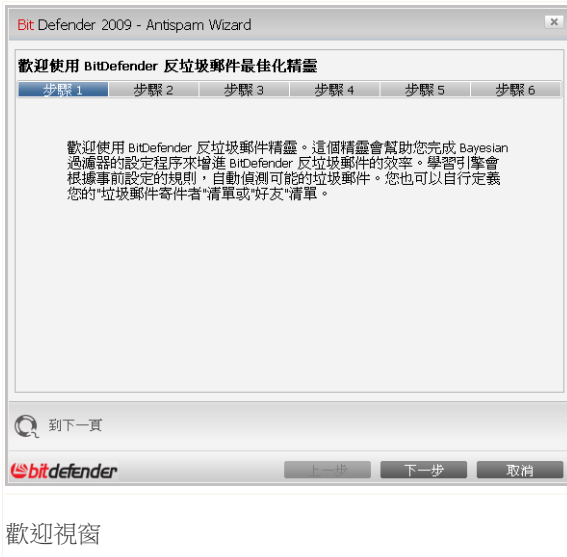 Bit Defender 2009 - Antispam Wizard
歡迎使用 BitDefender 反垃圾郵件最佳化精靈
步驟 1 步驟 2 步驟 3 步驟 4 步驟 5 步驟 6
歡迎使用 BitDefender 反垃圾郵件精靈。這個精靈會幫助您完成 Bayesian
過濾器的設定程序來增進 BitDefender 反垃圾郵件的效率。學習引擎會
根據事前設定的規則，自動偵測可能的垃圾郵件。您也可以自行定義
您的"垃圾郵件寄件者"清單或"好友"清單。
到下一頁
bitdefender
上一步 下一步 取消
歡迎視窗